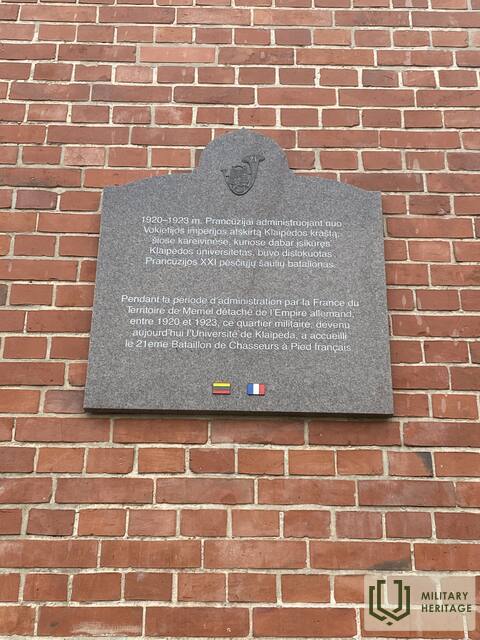 1920–1923 m. Prancūzijai administruojant nuo
Vokietijos imperijos atskirtą Klaipėdos kraštą,
šiose kareivinėse, kuriose dabar įsikūręs
Klaipėdos universitetas, buvo dislokuotas
Prancūzijos XXI pėsčiųjų šaulių batalionas.
Pendant la période d'administration par la France du
Territoire de Memel détaché de l'Empire allemand,
entre 1920 et 1923, ce quartier militaire, devenu
aujourd'hui l'Université de Klaipėda, a accueilli
le 21eme Bataillon de Chasseurs à Pied français
MILITARY
HERITAGE